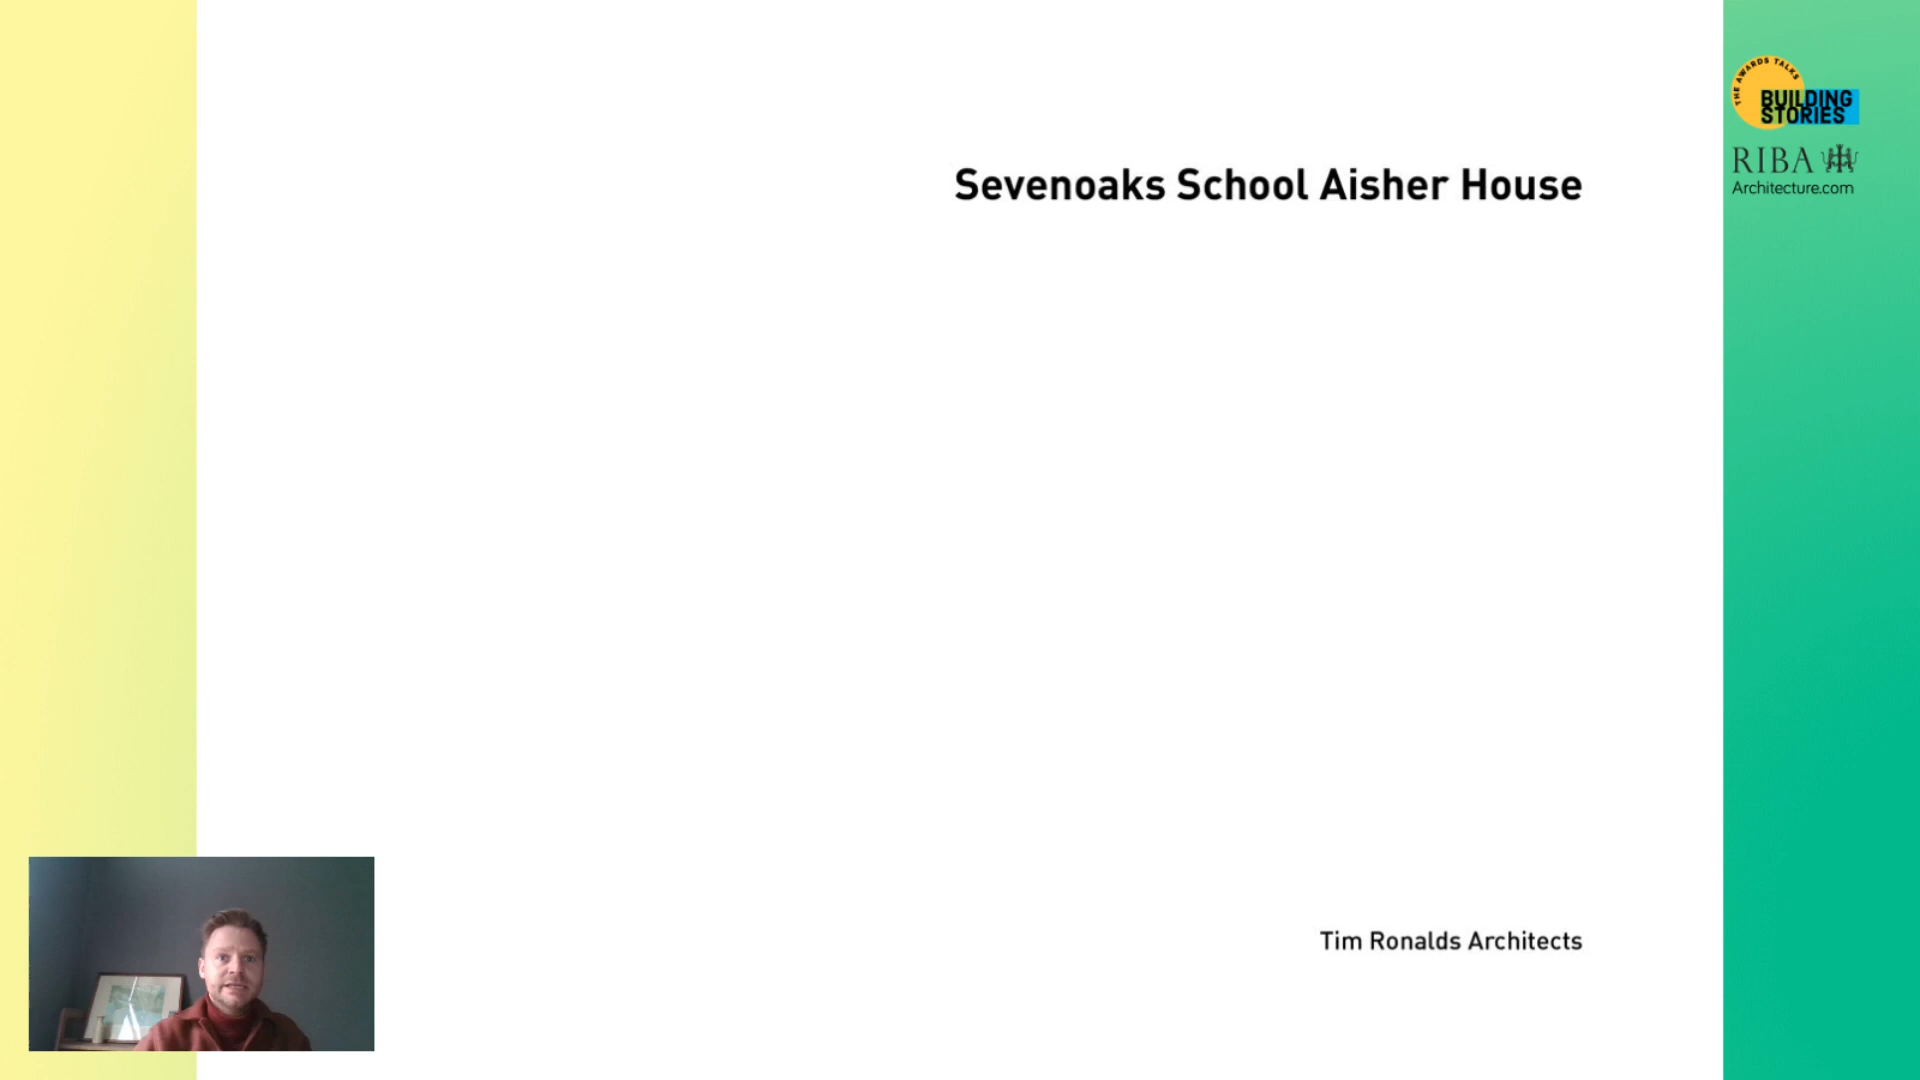 Sevenoaks School Aisher House
THE AWARDS TALKS
BUILDING
STORIES
RIBA
Architecture.com
Tim Ronalds Architects